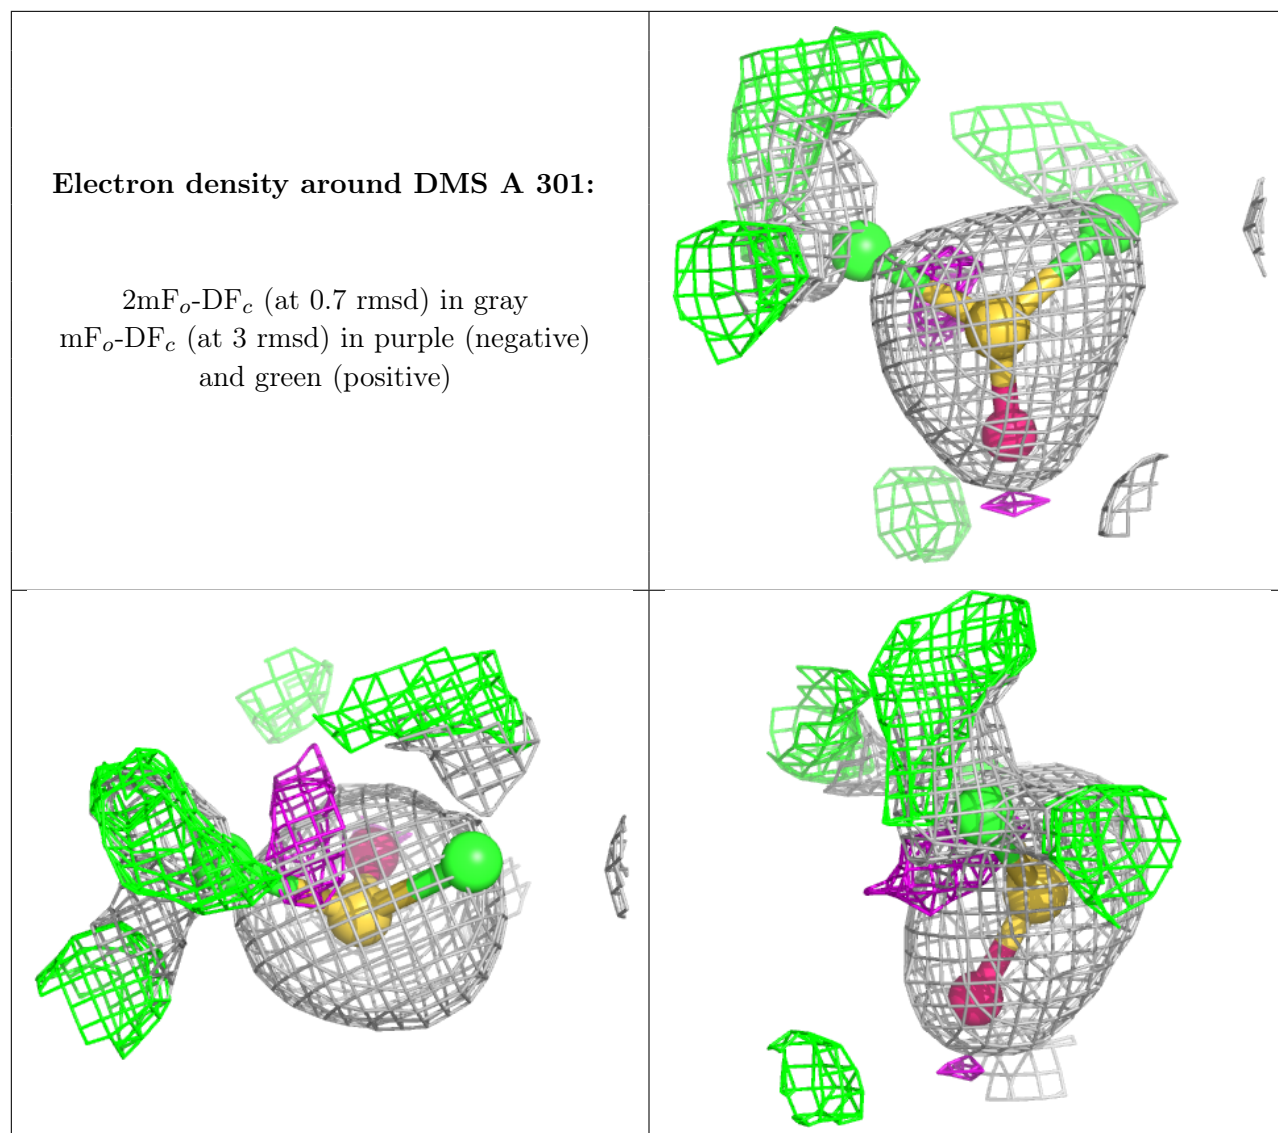 Electron density around DMS A 301:
2mFo-DFc (at 0.7 rmsd) in gray
mFo-DFc (at 3 rmsd) in purple (negative)
and green (positive)